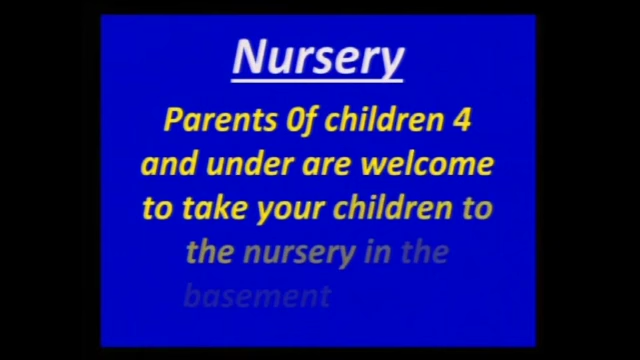 Nursery
Parents 0f children 4
and under are welcome
to take your children to
the nursery in the
basement